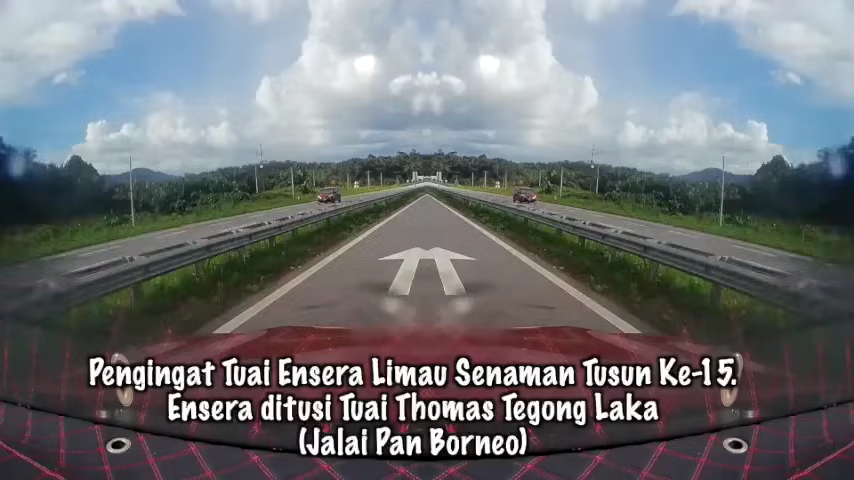 Pengingat Tuai Ensera Limau Senaman Tusun Ke-15.
Ensera ditusi Tuai Thomas Tegong Laka
(Jalai Pan Borneo)